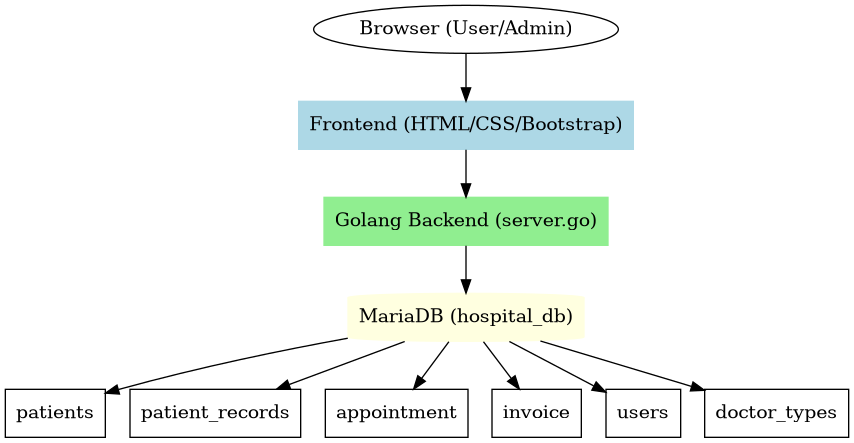 Browser (User/Admin)
Frontend (HTML/CSS/Bootstrap)
Golang Backend (server.go)
MariaDB (hospital_db)
patients
patient_records
appointment
invoice
users
doctor_types